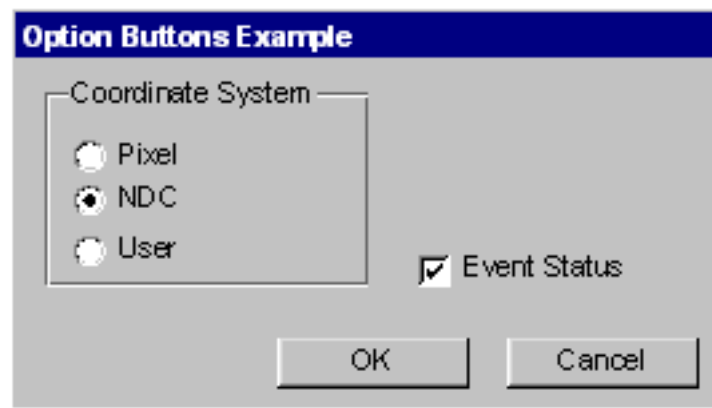 Option Buttons Example
Coordinate System
Pixel
NDC
User
Event Status
OK Cancel